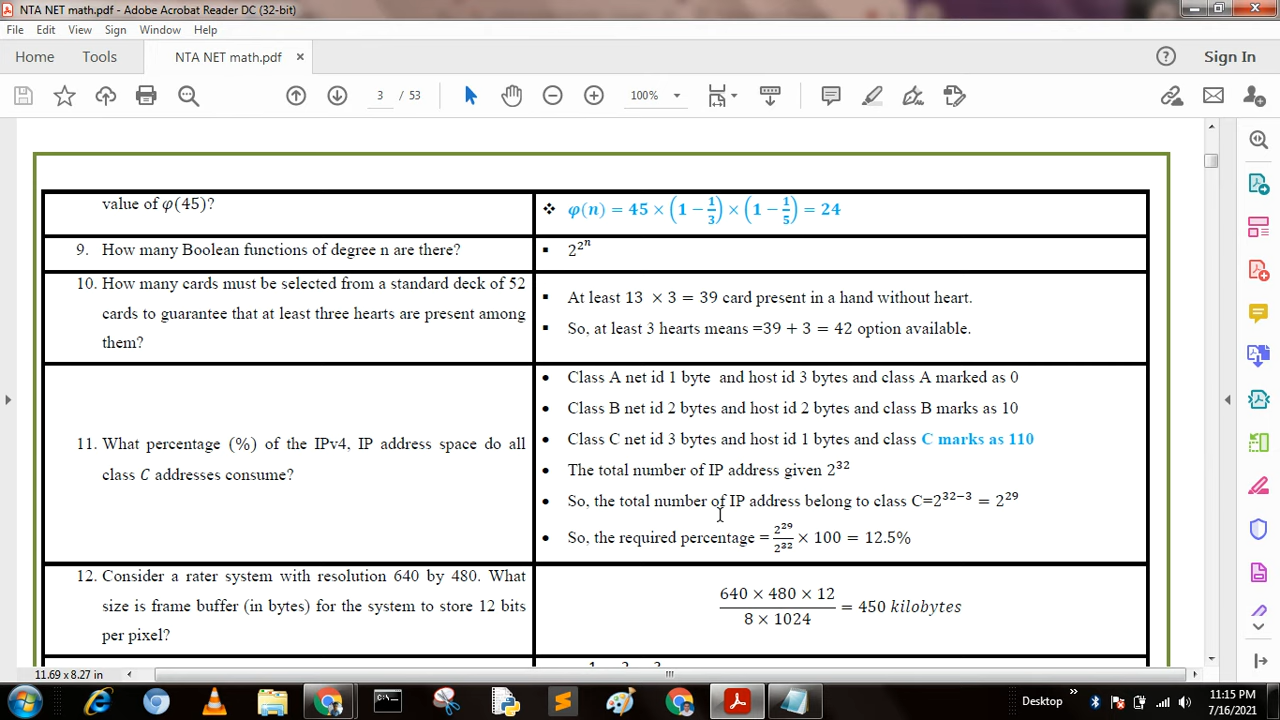 NTA NET math.pdf - Adobe Acrobat Reader DC (32-bit)
File Edit View Sign Window Help
Home Tools NTA NET math.pdf × Sign In
3 / 53 100%
value of φ(45)? ❖ φ(n) = 45 × (1 − 1/3) × (1 − 1/5) = 24
9. How many Boolean functions of degree n are there? ▪ 2^2^n
10. How many cards must be selected from a standard deck of 52
cards to guarantee that at least three hearts are present among
them?
▪ At least 13 × 3 = 39 card present in a hand without heart.
▪ So, at least 3 hearts means =39 + 3 = 42 option available.
11. What percentage (%) of the IPv4, IP address space do all
class C addresses consume?
• Class A net id 1 byte and host id 3 bytes and class A marked as 0
• Class B net id 2 bytes and host id 2 bytes and class B marks as 10
• Class C net id 3 bytes and host id 1 bytes and class C marks as 110
• The total number of IP address given 2^32
• So, the total number of IP address belong to class C=2^32−3 = 2^29
• So, the required percentage = 2^29/2^32 × 100 = 12.5%
12. Consider a rater system with resolution 640 by 480. What
size is frame buffer (in bytes) for the system to store 12 bits
per pixel?
640 × 480 × 12
8 × 1024
= 450 kilobytes
11.69 x 8.27 in
Desktop
11:15 PM
7/16/2021